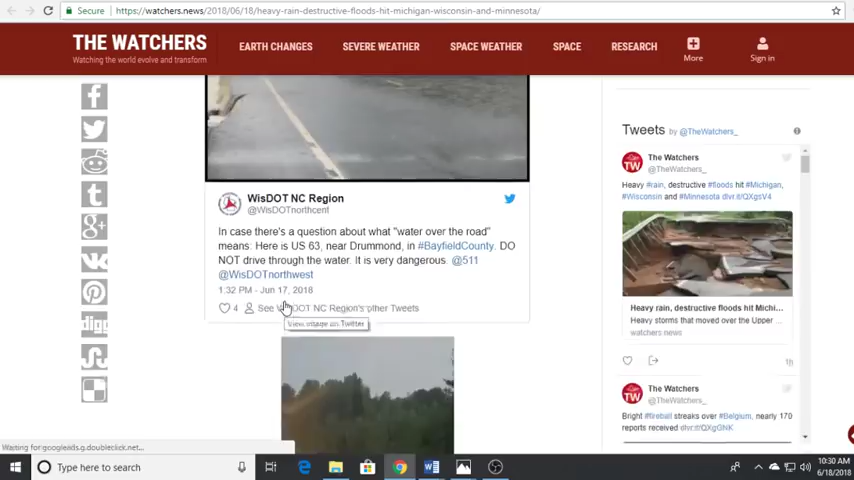 Secure
https://watchers.news/2018/06/18/heavy-rain-destructive-floods-hit-michigan-wisconsin-and-minnesota/
THE WATCHERS
Watching the world evolve and transform
EARTH CHANGES
SEVERE WEATHER
SPACE WEATHER
SPACE
RESEARCH
More
Sign in
WisDOT NC Region
@WisDOTnorthcent
In case there's a question about what "water over the road"
means: Here is US 63, near Drummond, in #BayfieldCounty. DO
NOT drive through the water. It is very dangerous. @511
@WisDOTnorthwest
1:32 PM - Jun 17, 2018
4 See WisDOT NC Region's other Tweets
View image on Twitter
Tweets by @TheWatchers_
The Watchers
@TheWatchers_
Heavy #rain, destructive #floods hit #Michigan,
#Wisconsin and #Minnesota dlvr.it/QXgsV4
Heavy rain, destructive floods hit Michi...
Heavy storms that moved over the Upper ...
watchers.news
1h
The Watchers
@TheWatchers_
Bright #fireball streaks over #Belgium, nearly 170
reports received dlvr.it/QXgGNK
Waiting for googleads.g.doubleclick.net...
Type here to search
10:30 AM
6/18/2018